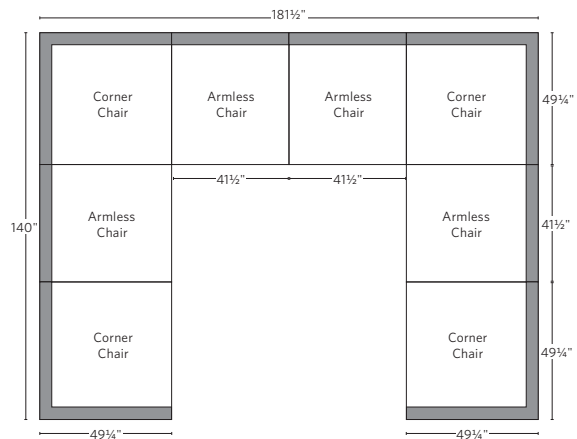 181½"
Corner
Chair
Armless
Chair
Armless
Chair
Corner
Chair
49¼"
41½"
41½"
140"
Armless
Chair
Armless
Chair
41½"
Corner
Chair
Corner
Chair
49¼"
49¼"
49¼"